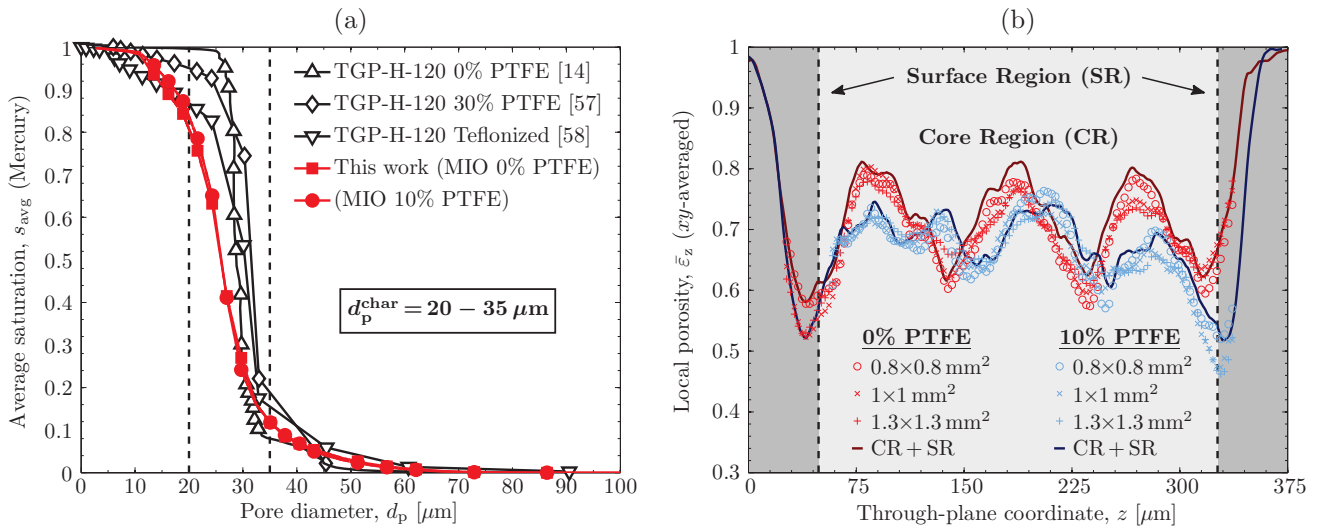 (a)
1
0.9
0.8
0.7
0.6
0.5
0.4
0.3
0.2
0.1
0
Average saturation, s_avg (Mercury)
TGP-H-120 0% PTFE [14]
TGP-H-120 30% PTFE [57]
TGP-H-120 Teflonized [58]
This work (MIO 0% PTFE)
(MIO 10% PTFE)
d_p^char = 20 − 35 μm
0 10 20 30 40 50 60 70 80 90 100
Pore diameter, d_p [μm]
(b)
1
0.9
0.8
0.7
0.6
0.5
0.4
0.3
Local porosity, ε̄_z (xy-averaged)
Surface Region (SR)
Core Region (CR)
0% PTFE
0.8×0.8 mm²
1×1 mm²
1.3×1.3 mm²
CR + SR
10% PTFE
0.8×0.8 mm²
1×1 mm²
1.3×1.3 mm²
CR + SR
0 75 150 225 300 375
Through-plane coordinate, z [μm]